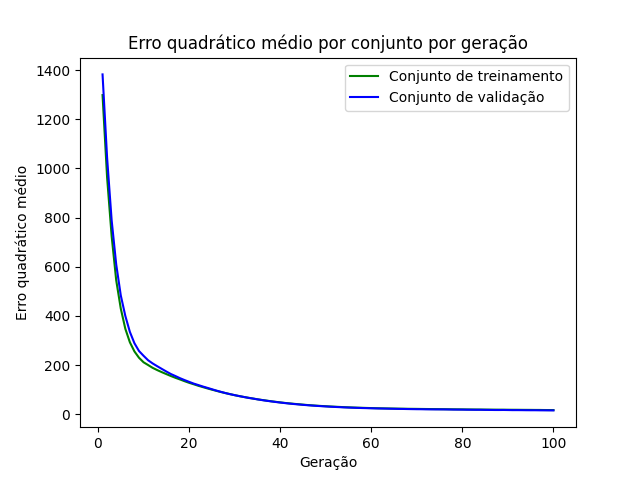 Erro quadrático médio por conjunto por geração
Conjunto de treinamento
Conjunto de validação
Erro quadrático médio
1400
1200
1000
800
600
400
200
0
0 20 40 60 80 100
Geração